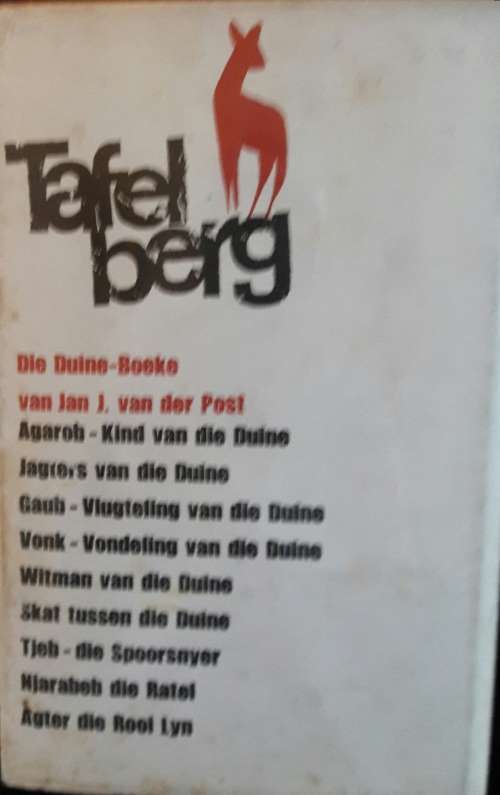 Tafel
berg
Die Duine-Boeke
van Jan J. van der Post
Agarob - Kind van die Duine
Jagters van die Duine
Gaub - Vlugteling van die Duine
Vonk - Vondeling van die Duine
Witman van die Duine
Skat tussen die Duine
Tjeb - die Spoorsnyer
Njarabeb die Ratel
Agter die Rooi Lyn